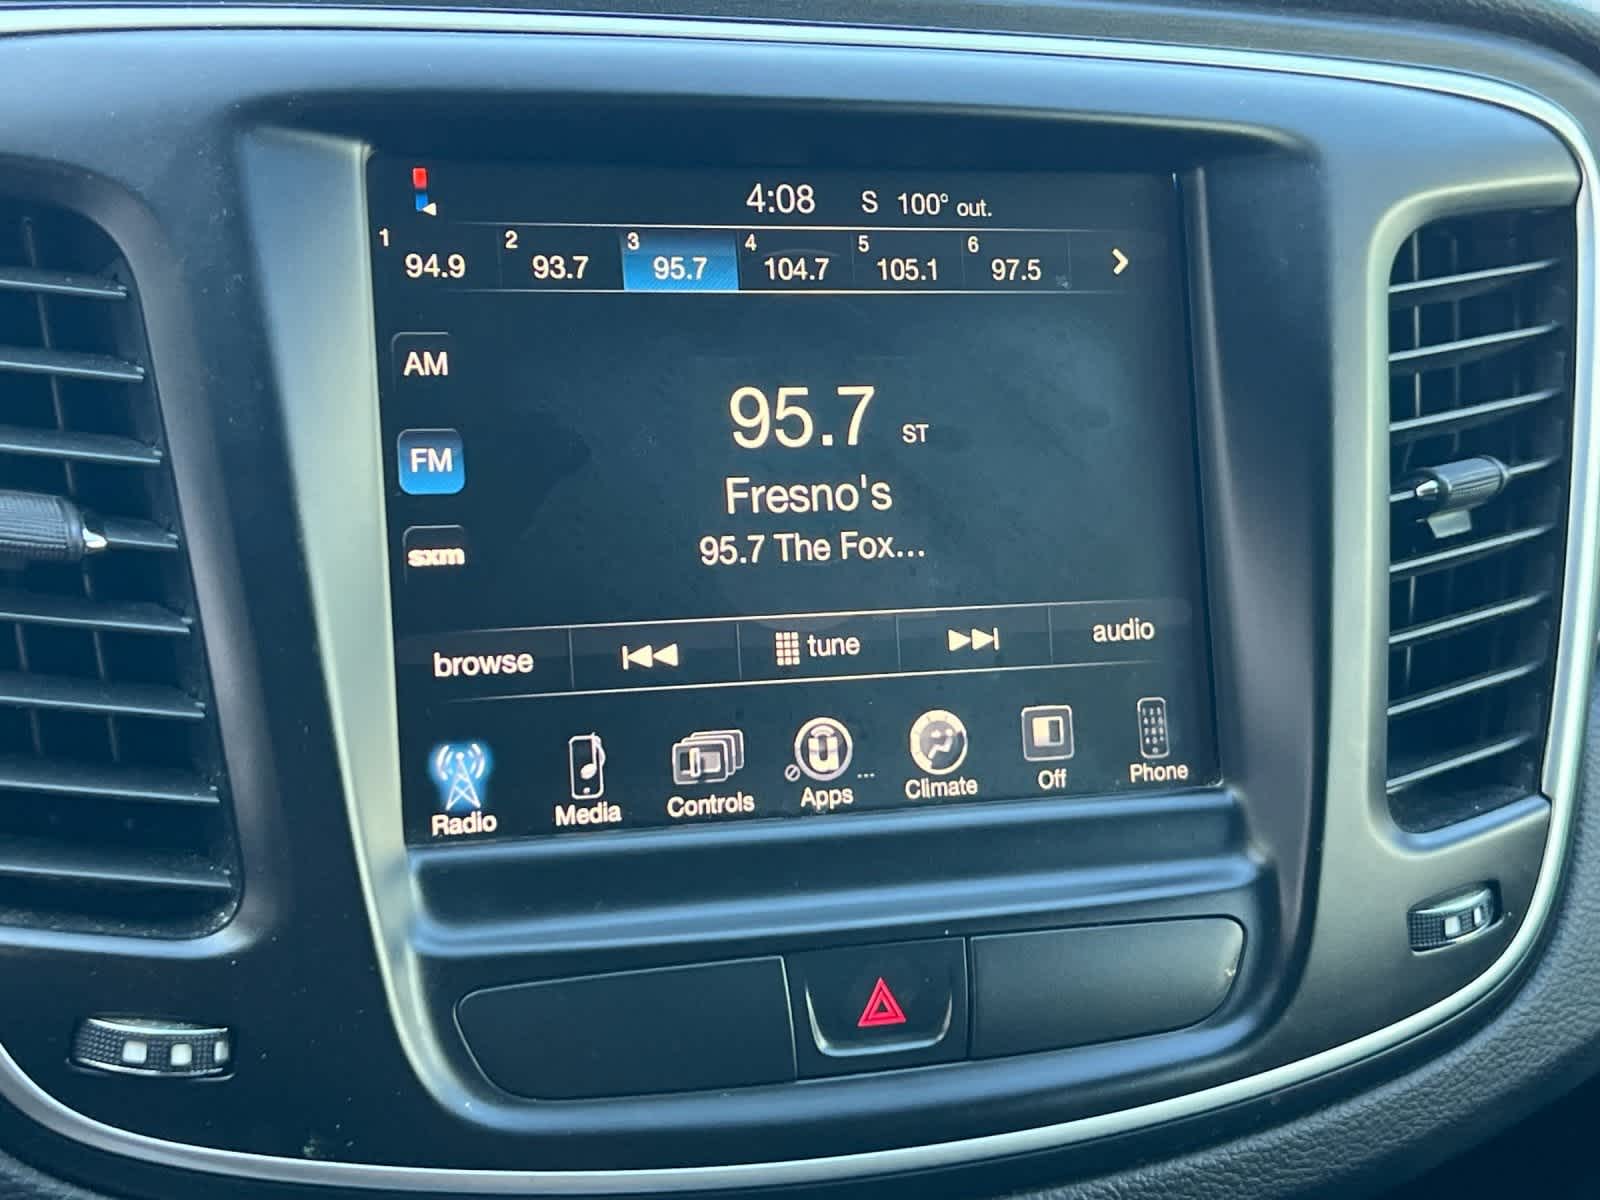 4:08 S 100° out.
1 94.9 2 93.7 3 95.7 4 104.7 5 105.1 6 97.5
AM
95.7 ST
FM
Fresno's
95.7 The Fox...
sxm
browse tune audio
Radio Media Controls Apps ... Climate Off Phone